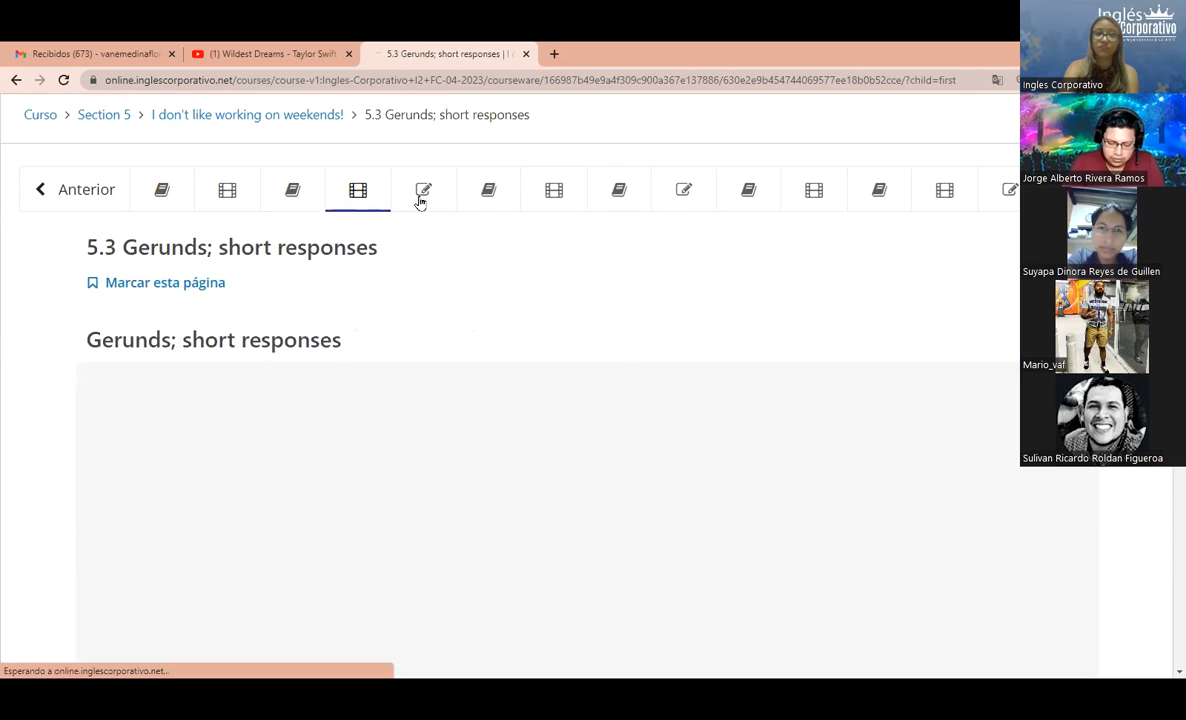 Recibidos (673) - vanemedinaflo
(1) Wildest Dreams - Taylor Swift
5.3 Gerunds; short responses | I
online.inglescorporativo.net/courses/course-v1:Ingles-Corporativo+I2+FC-04-2023/courseware/166987b49e9a4f309c900a367e137886/630e2e9b454744069577ee18b0b52cce/?child=first
Curso > Section 5 > I don't like working on weekends! > 5.3 Gerunds; short responses
Anterior
5.3 Gerunds; short responses
Marcar esta página
Gerunds; short responses
Esperando a online.inglescorporativo.net...
Inglés
Corporativo
Ingles Corporativo
Jorge Alberto Rivera Ramos
Suyapa Dinora Reyes de Guillen
Mario_vaf
Sulivan Ricardo Roldan Figueroa